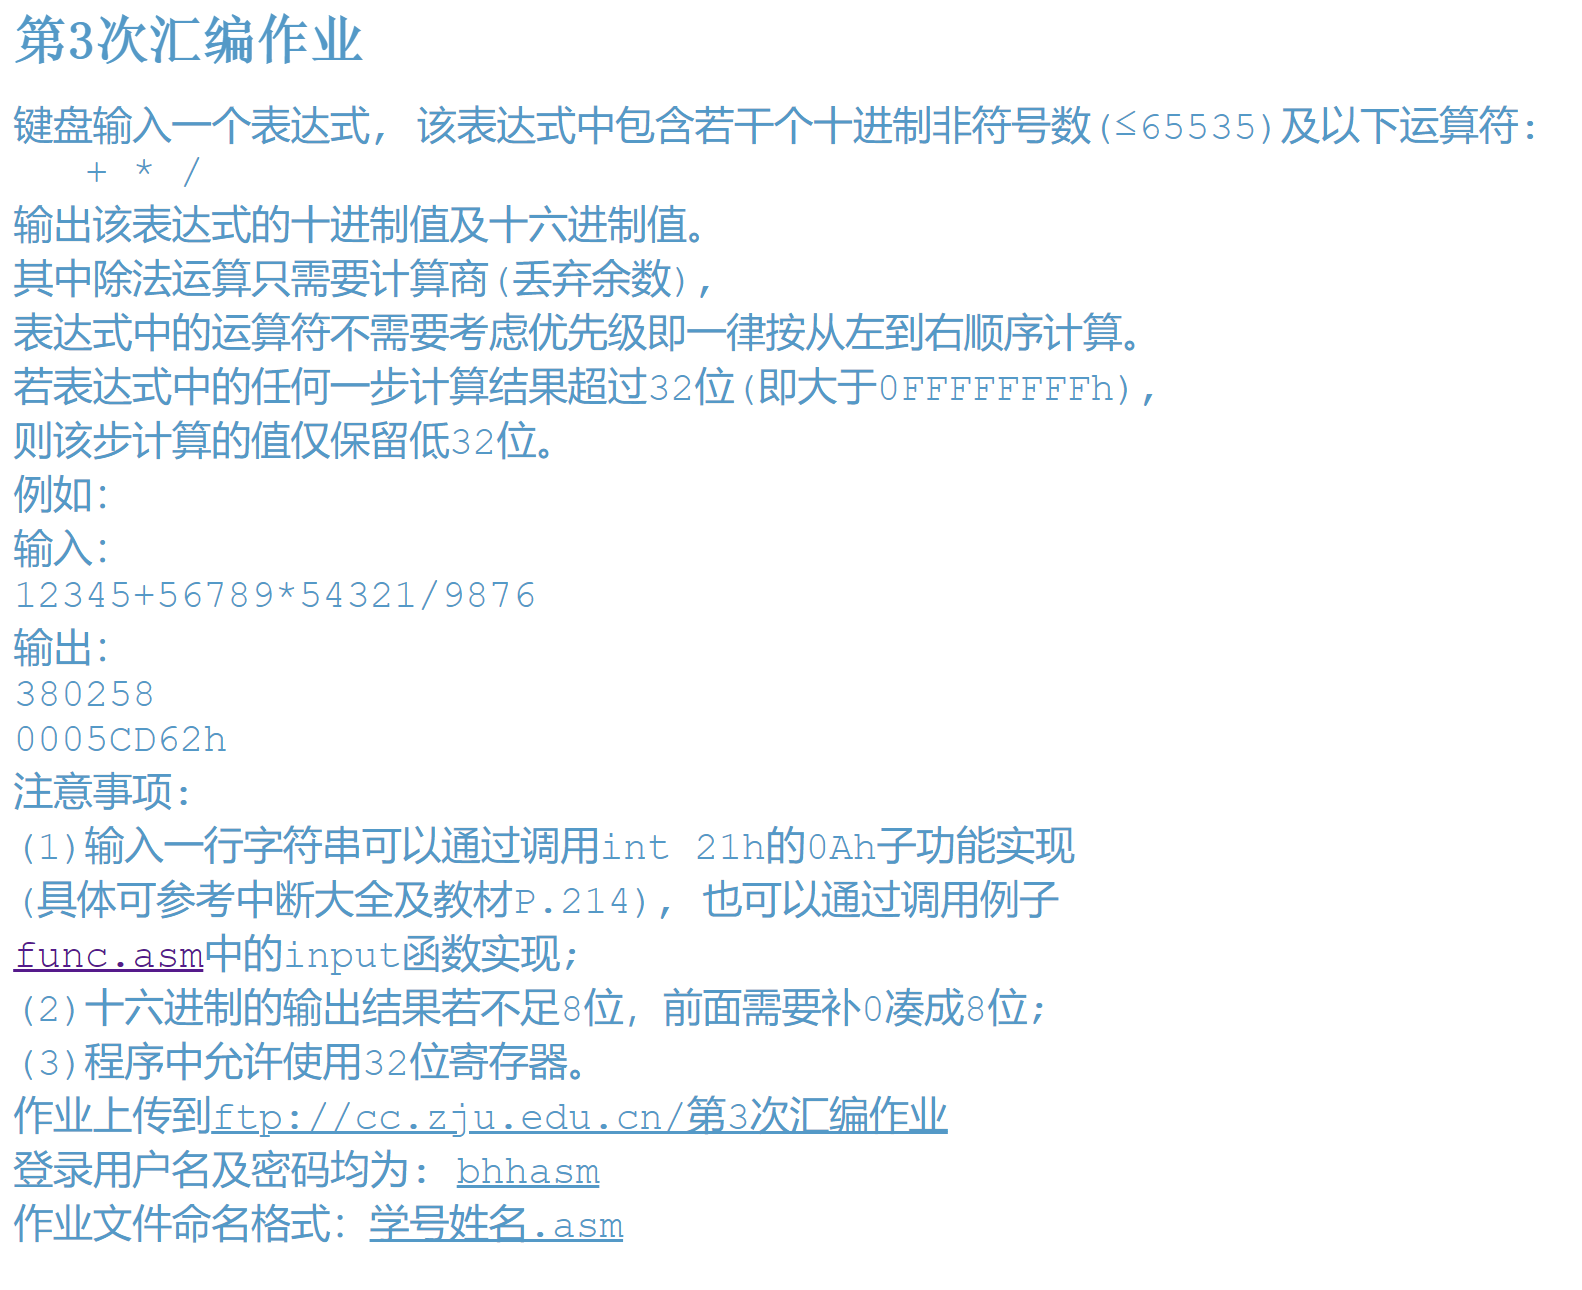 第3次汇编作业
键盘输入一个表达式, 该表达式中包含若干个十进制非符号数(≤65535)及以下运算符:
+ * /
输出该表达式的十进制值及十六进制值。
其中除法运算只需要计算商(丢弃余数),
表达式中的运算符不需要考虑优先级即一律按从左到右顺序计算。
若表达式中的任何一步计算结果超过32位(即大于0FFFFFFFFh),
则该步计算的值仅保留低32位。
例如:
输入:
12345+56789*54321/9876
输出:
380258
0005CD62h
注意事项:
(1)输入一行字符串可以通过调用int 21h的0Ah子功能实现
(具体可参考中断大全及教材P.214), 也可以通过调用例子
func.asm中的input函数实现;
(2)十六进制的输出结果若不足8位, 前面需要补0凑成8位;
(3)程序中允许使用32位寄存器。
作业上传到ftp://cc.zju.edu.cn/第3次汇编作业
登录用户名及密码均为: bhhasm
作业文件命名格式: 学号姓名.asm